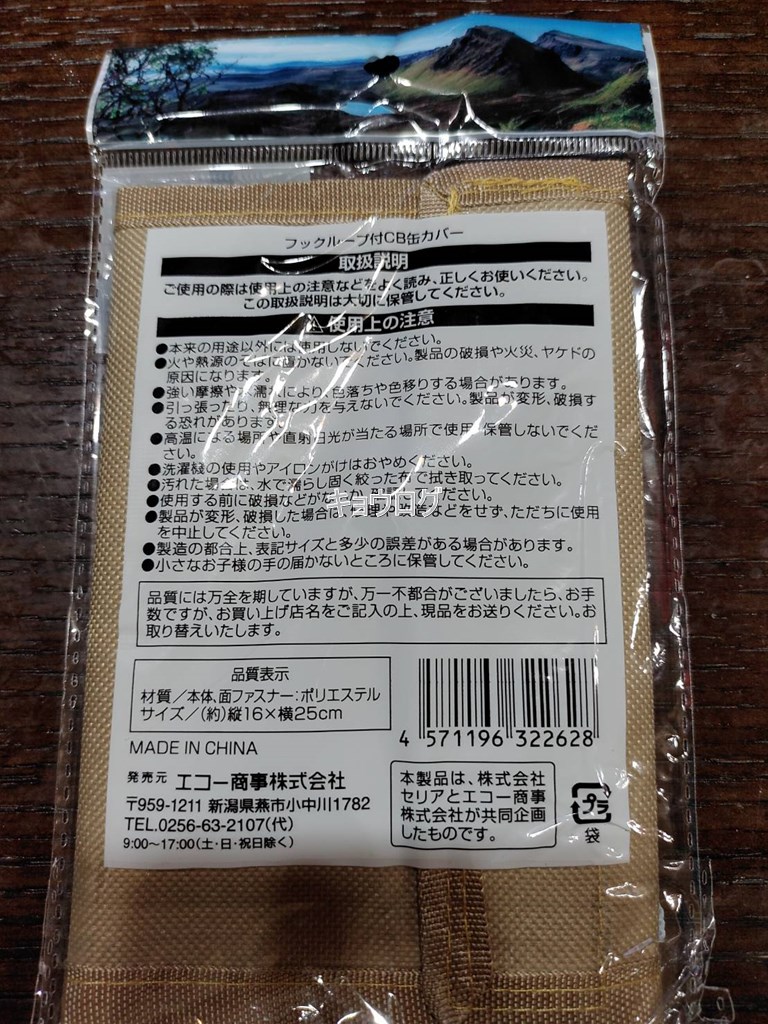 フックループ付CB缶カバー
取扱説明
ご使用の際は使用上の注意などをよく読み、正しくお使いください。
この取扱説明は大切に保管してください。
⚠使用上の注意
●本来の用途以外には使用しないでください。
●火や熱源のそばに置かないでください。製品の破損や火災、ヤケドの
原因になります。
●強い摩擦や水濡れにより、色落ちや色移りする場合があります。
●引っ張ったり、無理な力を与えないでください。製品が変形、破損す
る恐れがあります。
●高温になる場所や直射日光が当たる場所で使用、保管しないでくだ
さい。
●洗濯機の使用やアイロンがけはおやめください。
●汚れた場合は、水で濡らし固く絞った布で拭き取ってください。
●使用する前に破損などがないか、ください。
キョウログ
●製品が変形、破損した場合は、などをせず、ただちに使用
を中止してください。
●製造の都合上、表記サイズと多少の誤差がある場合があります。
●小さなお子様の手の届かないところに保管してください。
品質には万全を期していますが、万一不都合がございましたら、お手
数ですが、お買い上げ店名をご記入の上、現品をお送りください。お
取り替えいたします。
品質表示
材質／本体、面ファスナー：ポリエステル
サイズ／(約)縦16×横25cm
4 571196 322628
MADE IN CHINA
発売元 エコー商事株式会社
〒959-1211 新潟県燕市小中川1782
TEL.0256-63-2107(代)
9:00～17:00(土・日・祝日除く)
本製品は、株式会社
セリアとエコー商事
株式会社が共同企画
したものです。
プラ
袋